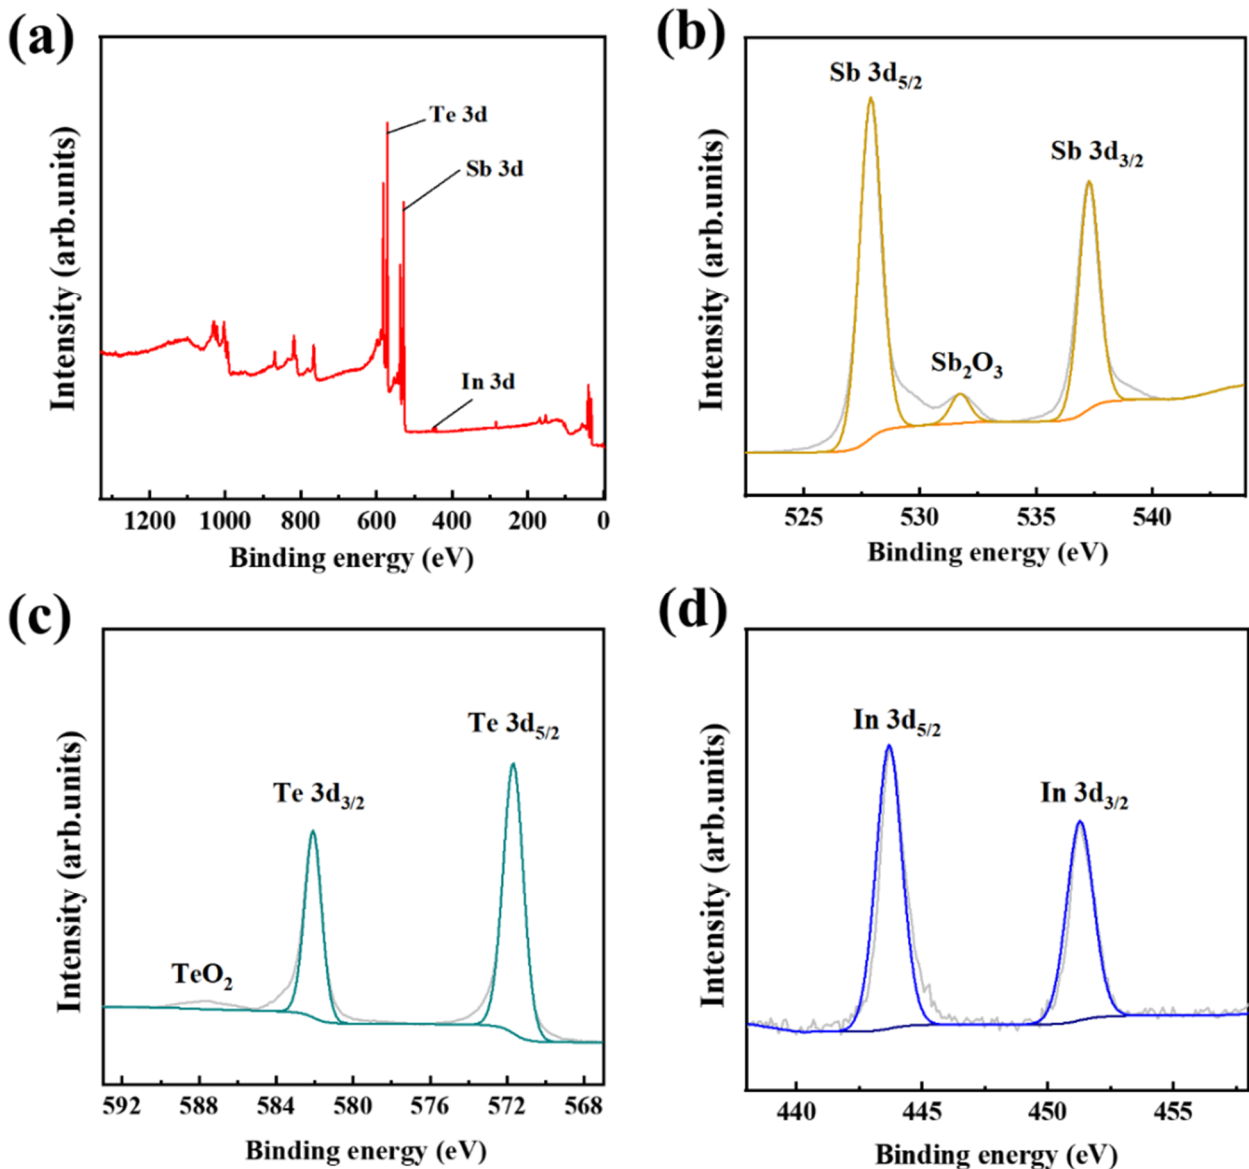 (a)
Te 3d
Sb 3d
In 3d
Intensity (arb.units)
1200 1000 800 600 400 200 0
Binding energy (eV)
(b)
Sb 3d5/2
Sb 3d3/2
Sb2O3
Intensity (arb.units)
525 530 535 540
Binding energy (eV)
(c)
Te 3d5/2
Te 3d3/2
TeO2
Intensity (arb.units)
592 588 584 580 576 572 568
Binding energy (eV)
(d)
In 3d5/2
In 3d3/2
Intensity (arb.units)
440 445 450 455
Binding energy (eV)